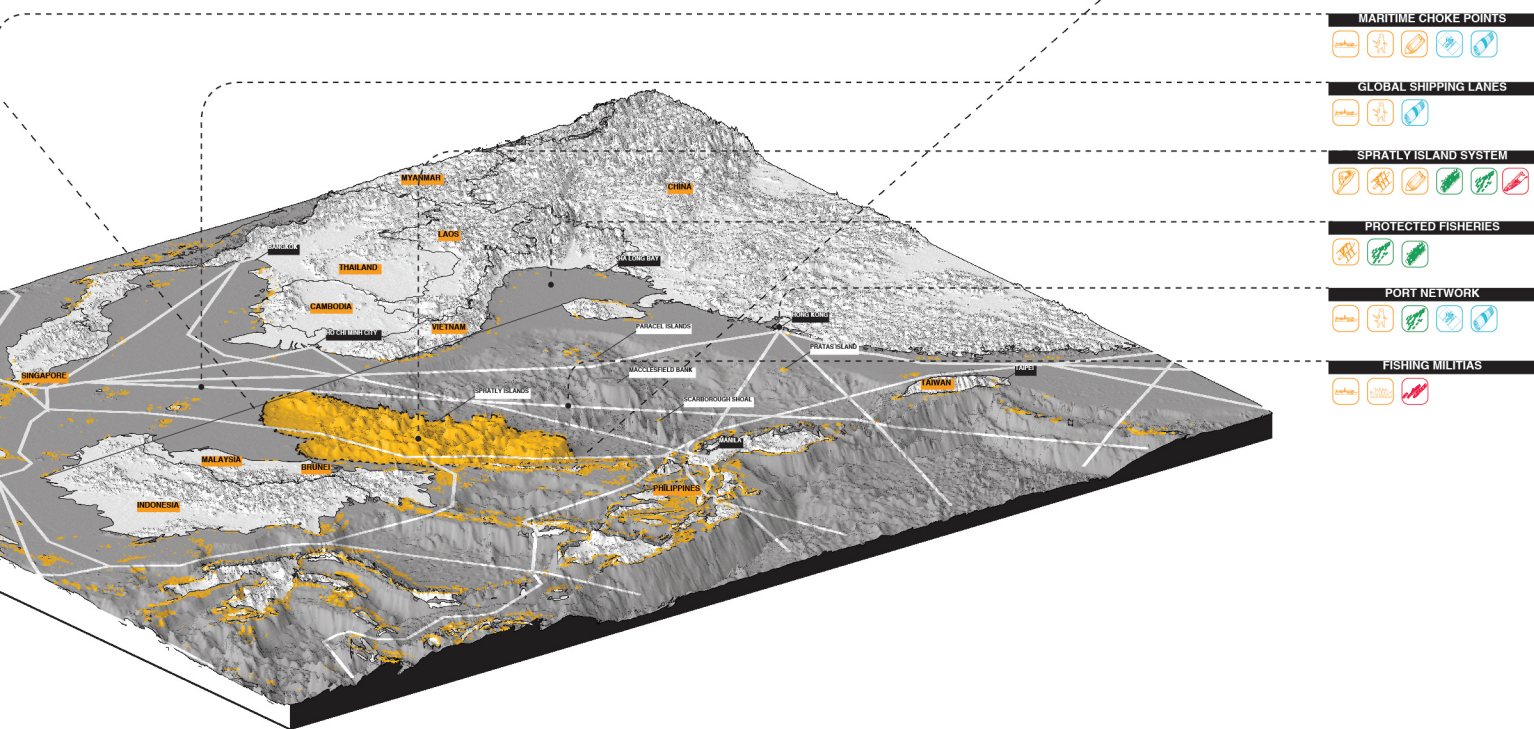 MARITIME CHOKE POINTS
GLOBAL SHIPPING LANES
SPRATLY ISLAND SYSTEM
PROTECTED FISHERIES
PORT NETWORK
FISHING MILITIAS
MYANMAR
CHINA
LAOS
BANGKOK
HA LONG BAY
THAILAND
CAMBODIA
HO CHI MINH CITY
VIETNAM
HONG KONG
PARACEL ISLANDS
PRATAS ISLAND
MACCLESFIELD BANK
SINGAPORE
TAIPEI
TAIWAN
SPRATLY ISLANDS
SCARBOROUGH SHOAL
MANILA
MALAYSIA
BRUNEI
PHILIPPINES
INDONESIA